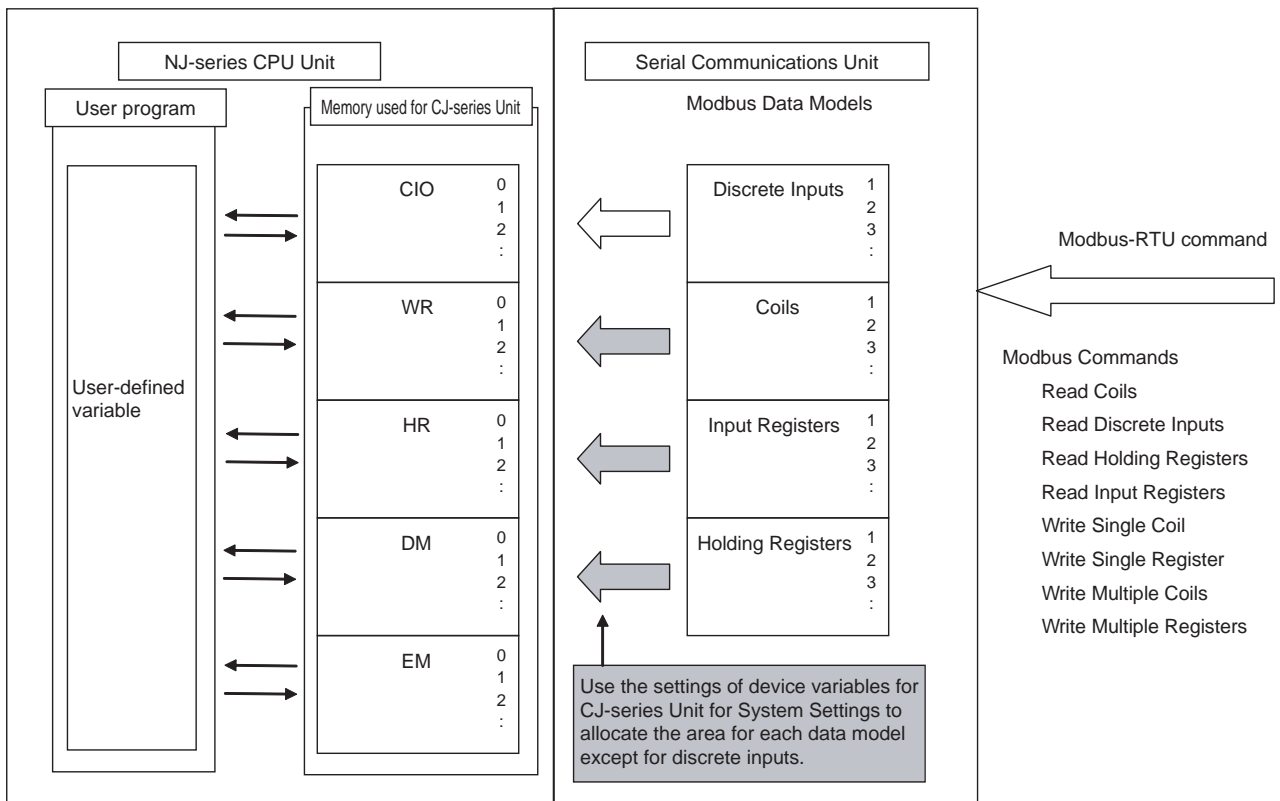 NJ-series CPU Unit
User program
Memory used for CJ-series Unit
User-defined
variable
CIO
0
1
2
:
WR
0
1
2
:
HR
0
1
2
:
DM
0
1
2
:
EM
0
1
2
:
Serial Communications Unit
Modbus Data Models
Discrete Inputs
1
2
3
:
Coils
1
2
3
:
Input Registers
1
2
3
:
Holding Registers
1
2
3
:
Use the settings of device variables for
CJ-series Unit for System Settings to
allocate the area for each data model
except for discrete inputs.
Modbus-RTU command
Modbus Commands
Read Coils
Read Discrete Inputs
Read Holding Registers
Read Input Registers
Write Single Coil
Write Single Register
Write Multiple Coils
Write Multiple Registers